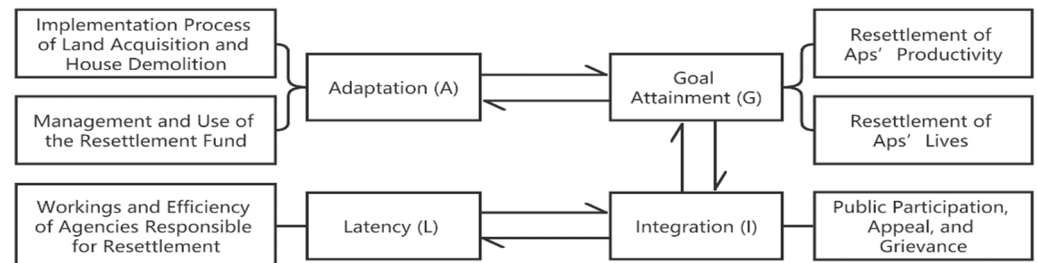 Implementation Process
of Land Acquisition and
House Demolition
Management and Use of
the Resettlement Fund
Adaptation (A)
Goal
Attainment (G)
Resettlement of
Aps’ Productivity
Resettlement of
Aps’ Lives
Workings and Efficiency
of Agencies Responsible
for Resettlement
Latency (L)
Integration (I)
Public Participation,
Appeal, and
Grievance